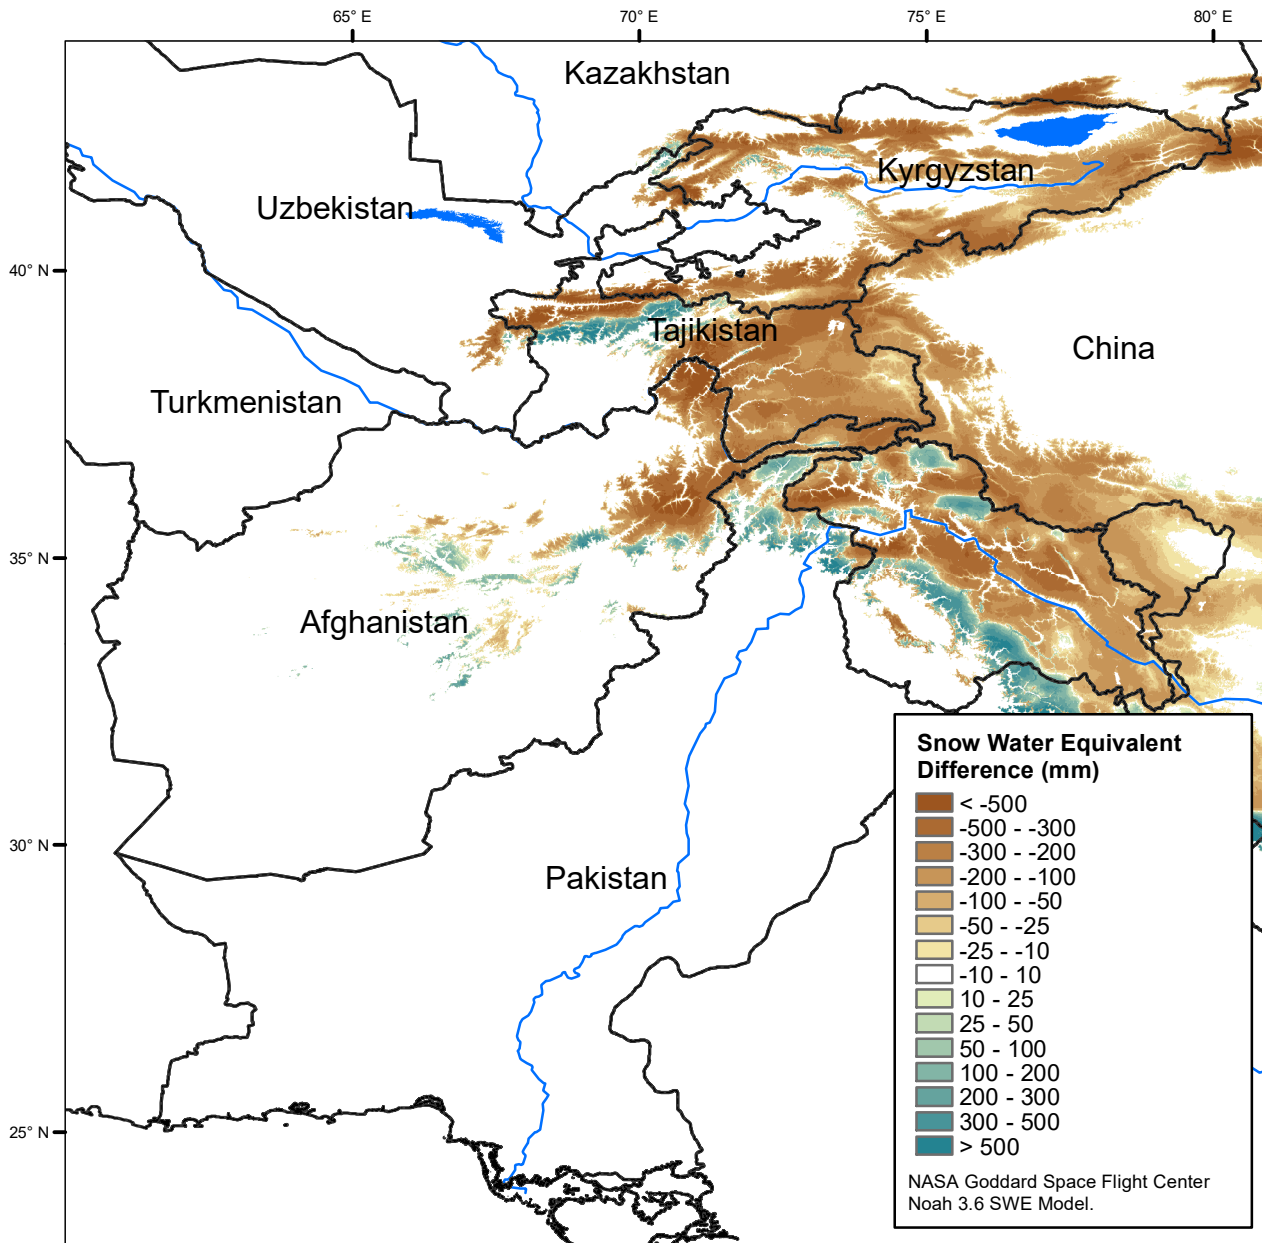 65° E
70° E
75° E
80° E
Kazakhstan
Kyrgyzstan
Uzbekistan
40° N
Tajikistan
China
Turkmenistan
35° N
Afghanistan
Snow Water Equivalent
Difference (mm)
< -500
-500 - -300
-300 - -200
-200 - -100
-100 - -50
-50 - -25
-25 - -10
-10 - 10
10 - 25
25 - 50
50 - 100
100 - 200
200 - 300
300 - 500
> 500
30° N
Pakistan
25° N
NASA Goddard Space Flight Center
Noah 3.6 SWE Model.